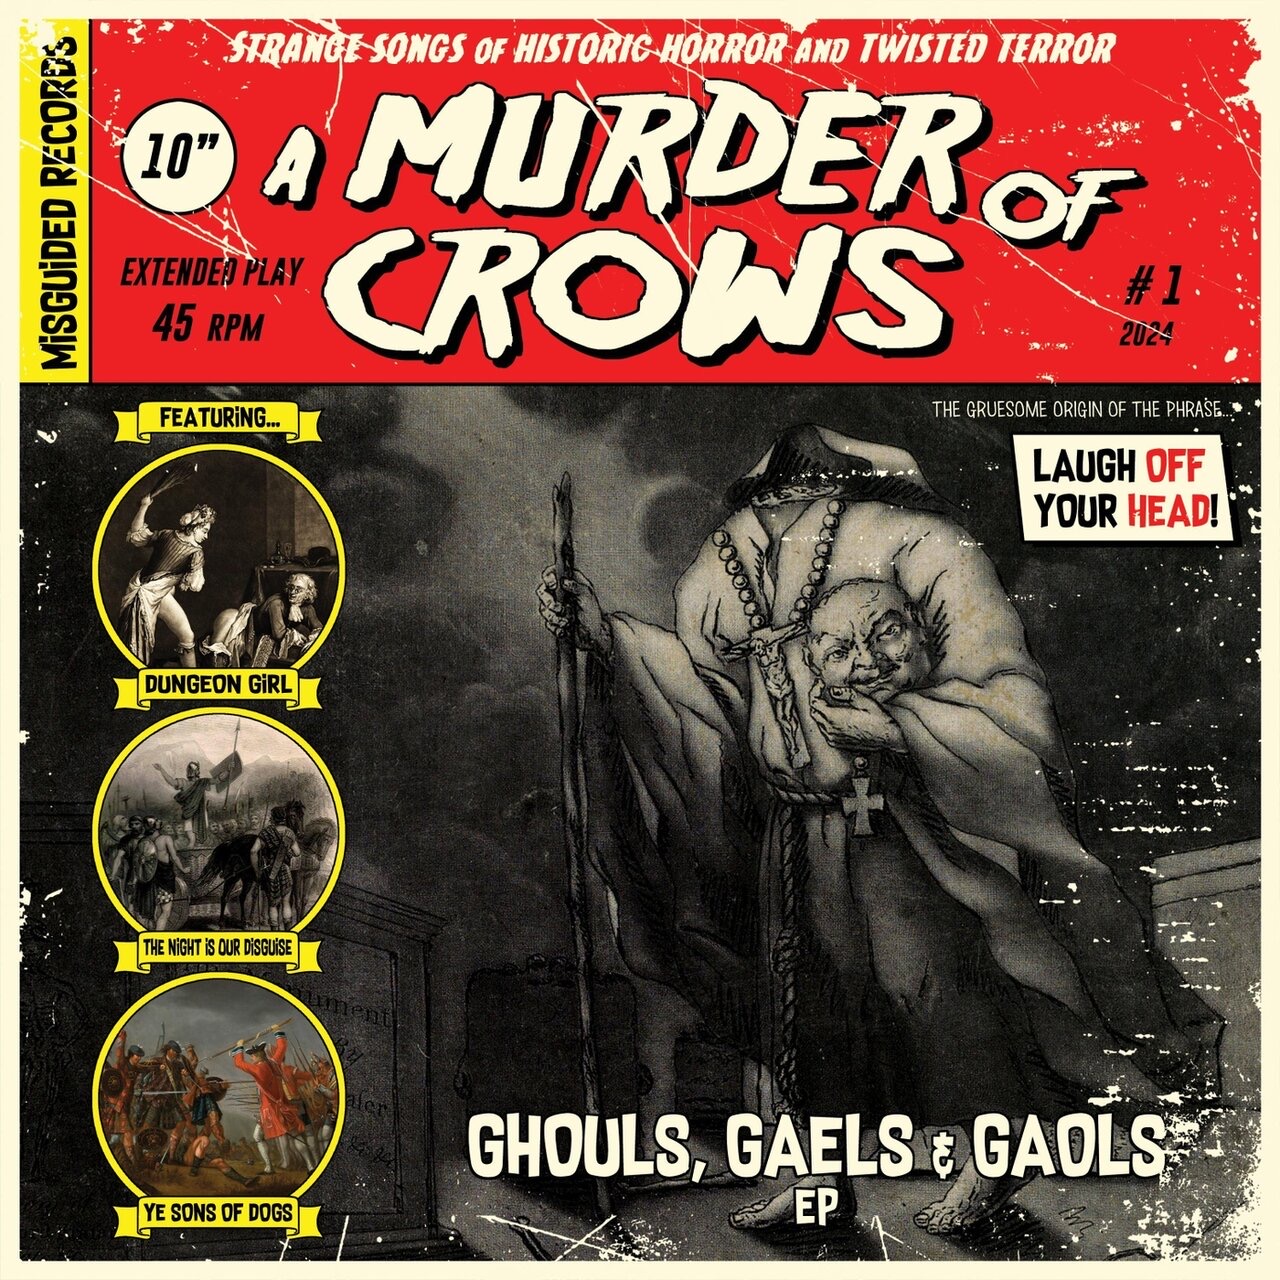 MiSGUiDED RECORDS
STRANGE SONGS OF HISTORIC HORROR AND TWISTED TERROR
10”
A MURDER OF
CROWS
EXTENDED PLAY
45 RPM
# 1
2024
FEATURiNG...
DUNGEON GiRL
THE NiGHT iS OUR DiSGUiSE
YE SONS OF DOGS
THE GRUESOME ORIGIN OF THE PHRASE...
LAUGH OFF
YOUR HEAD!
GHOULS, GAELS & GAOLS
EP